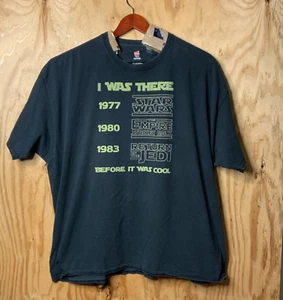 I WAS THERE
1977 STAR WARS
1980 EMPIRE STRIKES BACK
1983 RETURN OF THE JEDI
BEFORE IT WAS COOL